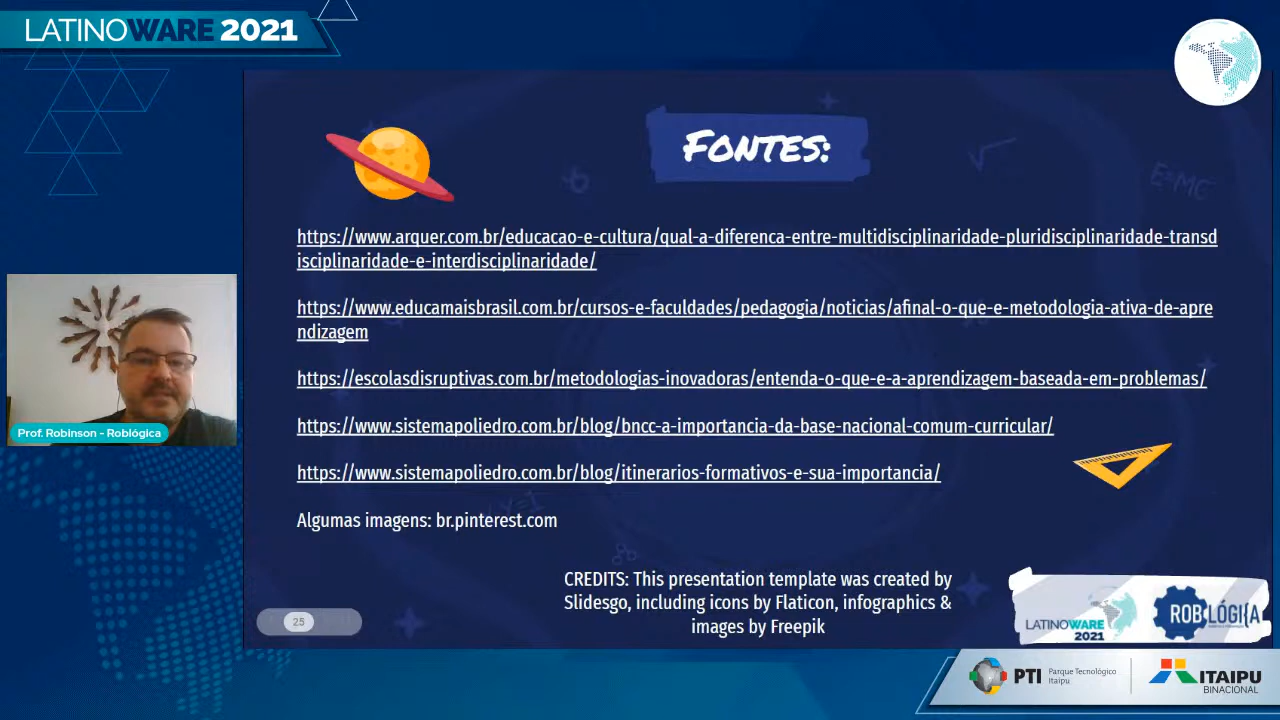 LATINOWARE 2021
FONTES:
E=MC
https://www.arquer.com.br/educacao-e-cultura/qual-a-diferenca-entre-multidisciplinaridade-pluridisciplinaridade-transd
isciplinaridade-e-interdisciplinaridade/
https://www.educamaisbrasil.com.br/cursos-e-faculdades/pedagogia/noticias/afinal-o-que-e-metodologia-ativa-de-apre
ndizagem
https://escolasdisruptivas.com.br/metodologias-inovadoras/entenda-o-que-e-a-aprendizagem-baseada-em-problemas/
https://www.sistemapoliedro.com.br/blog/bncc-a-importancia-da-base-nacional-comum-curricular/
https://www.sistemapoliedro.com.br/blog/itinerarios-formativos-e-sua-importancia/
Algumas imagens: br.pinterest.com
Prof. Robinson - Roblógica
CREDITS: This presentation template was created by
Slidesgo, including icons by Flaticon, infographics &
images by Freepik
25
LATINOWARE
2021
ROBLÓGICA
PTI
Parque Tecnológico
Itaipu
ITAIPU
BINACIONAL